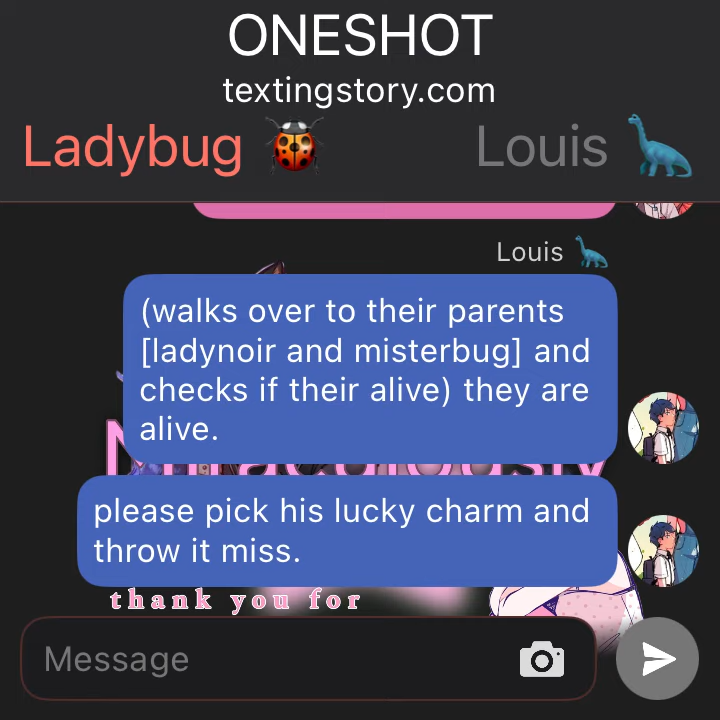 ONESHOT
textingstory.com
Ladybug 🐞 Louis 🦕
Louis 🦕
(walks over to their parents
[ladynoir and misterbug] and
checks if their alive) they are
alive.
please pick his lucky charm and
throw it miss.
thank you for
Message